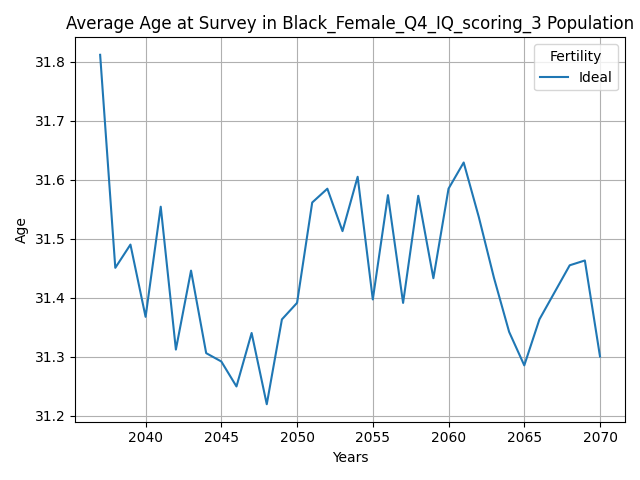 Average Age at Survey in Black_Female_Q4_IQ_scoring_3 Population
Fertility
Ideal
31.8
31.7
31.6
31.5
31.4
31.3
31.2
Age
2040 2045 2050 2055 2060 2065 2070
Years